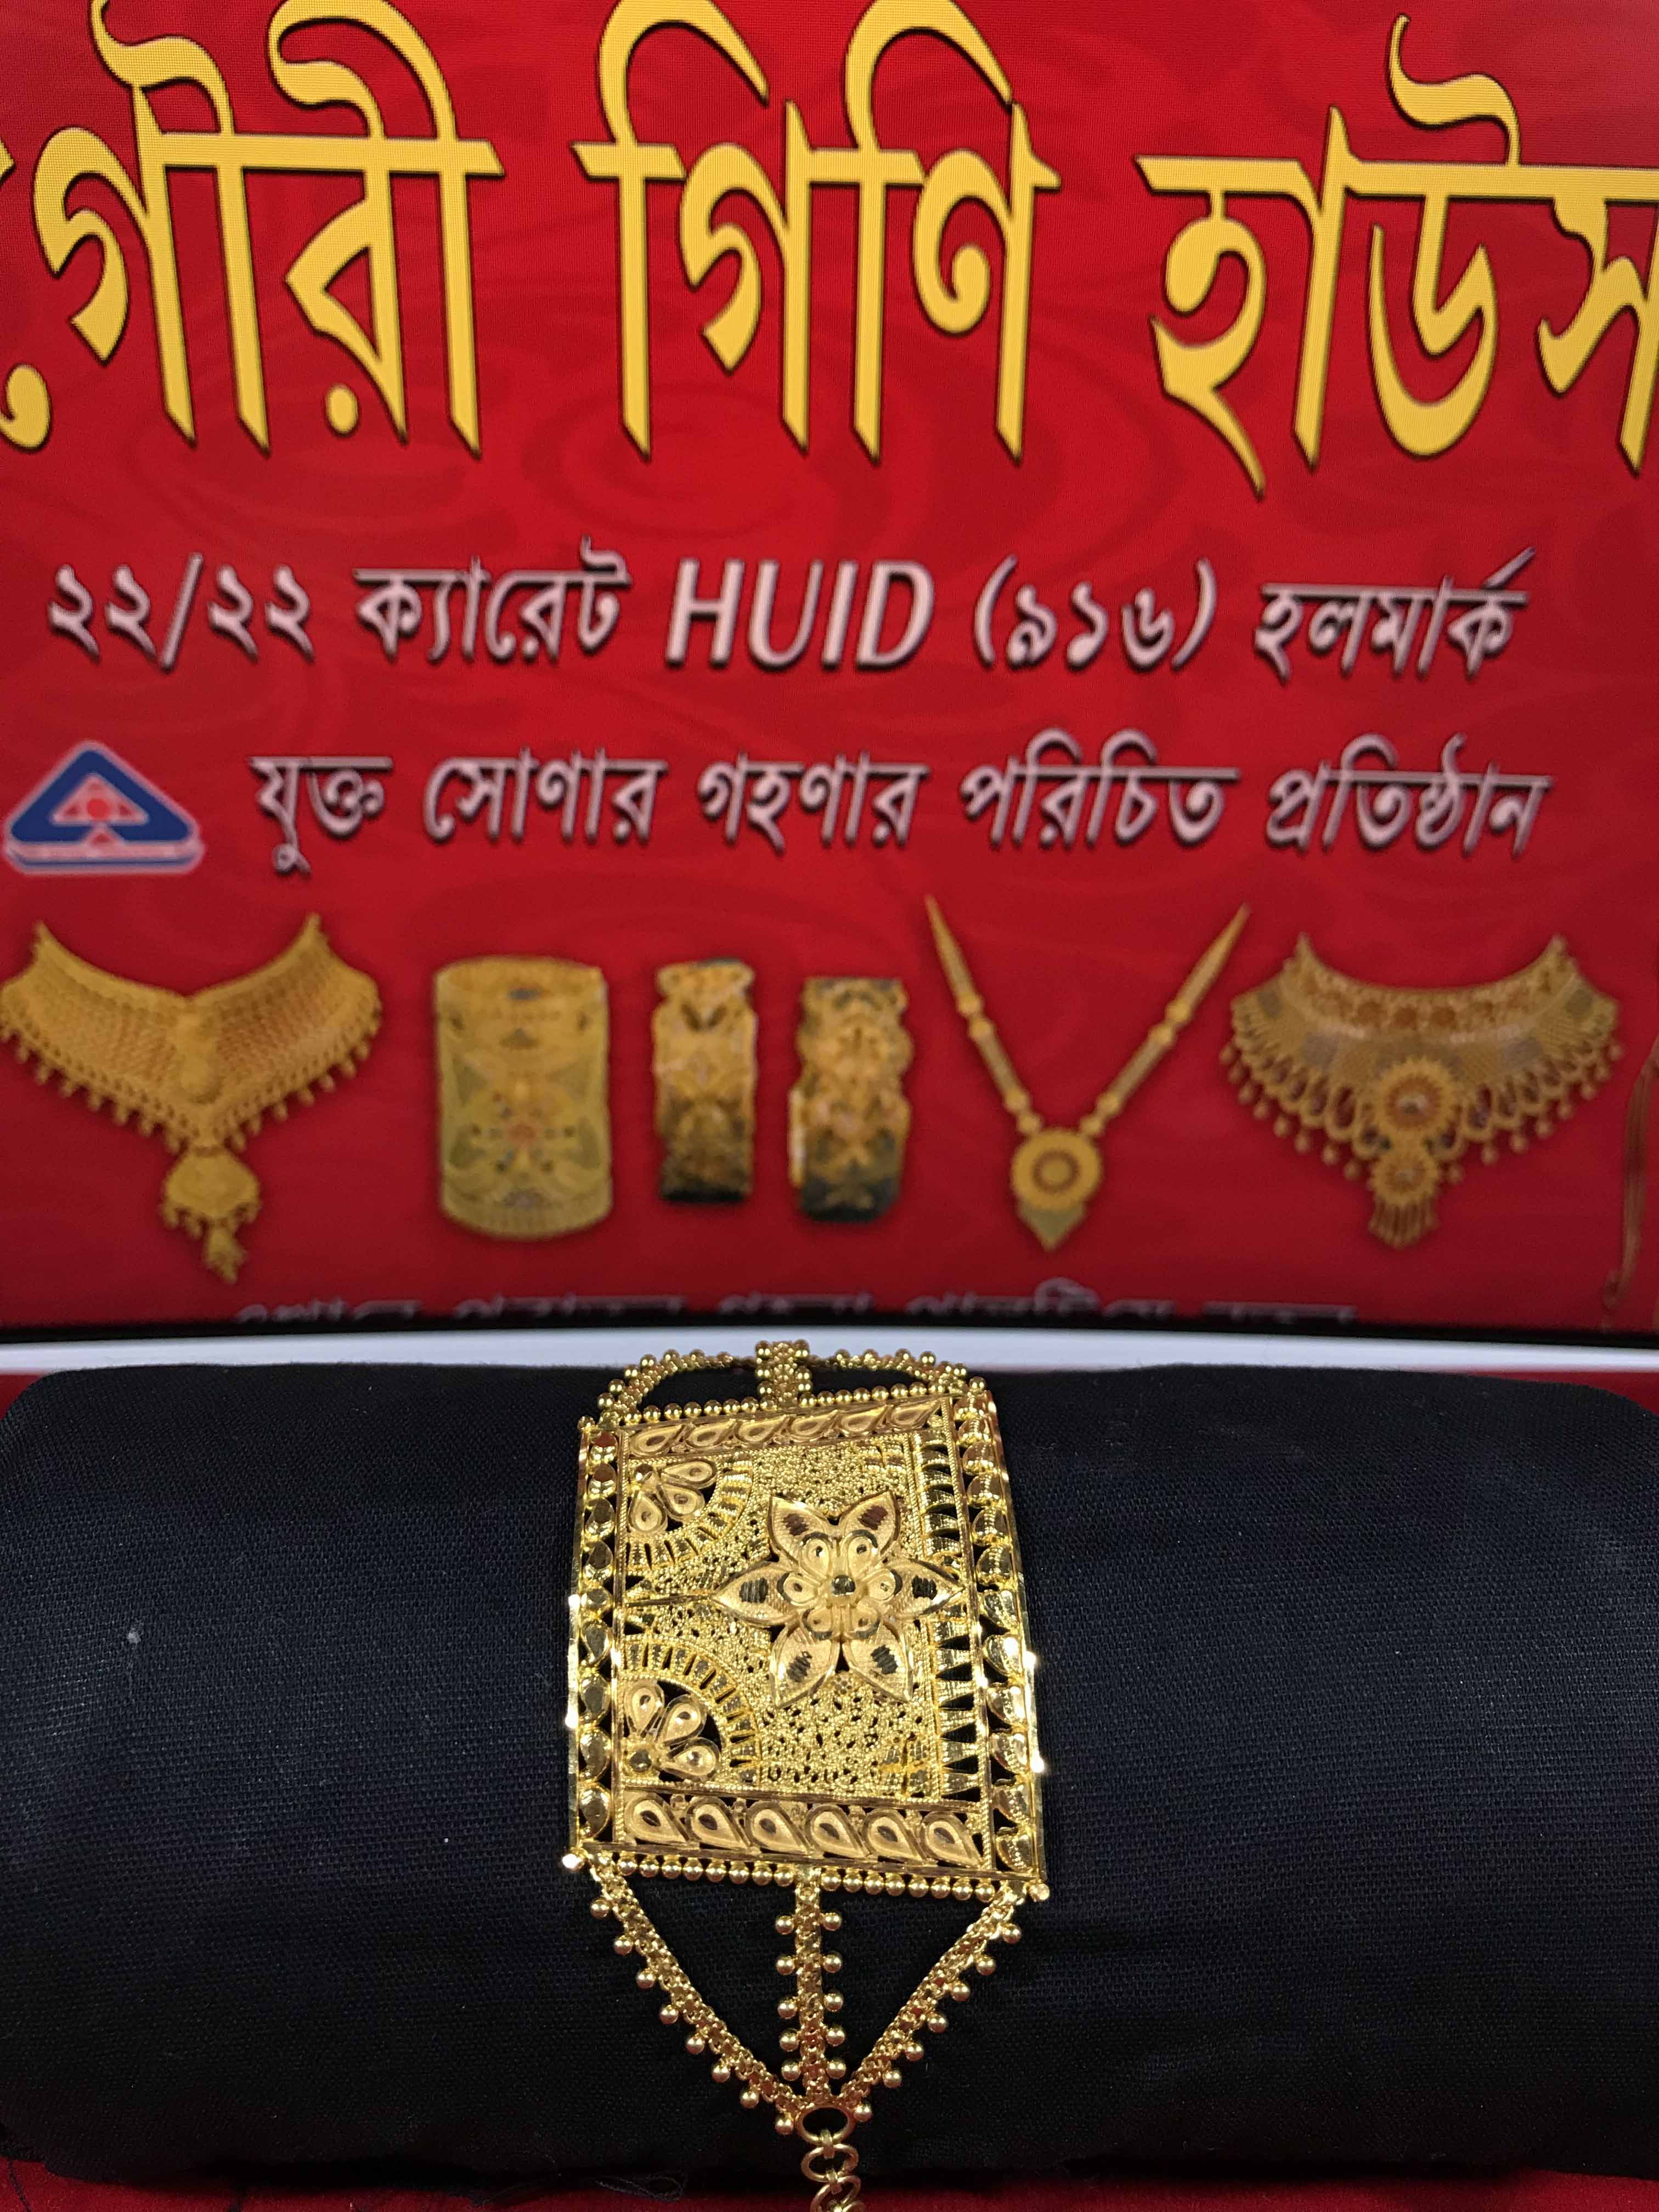 গৌরী গিণি হাউস
২২/২২ ক্যারেট HUID (৯১৬) হলমার্ক
যুক্ত সোণার গহণার পরিচিত প্রতিষ্ঠান